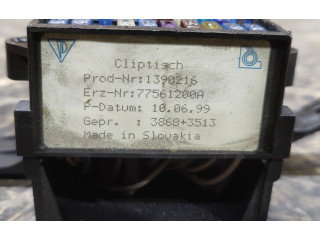 Cliptisch
Prod-Nr:1390216
Erz-Nr:77561200A
P-Datum: 10.06.99
Gepr. : 3868+3513
Made in Slovakia